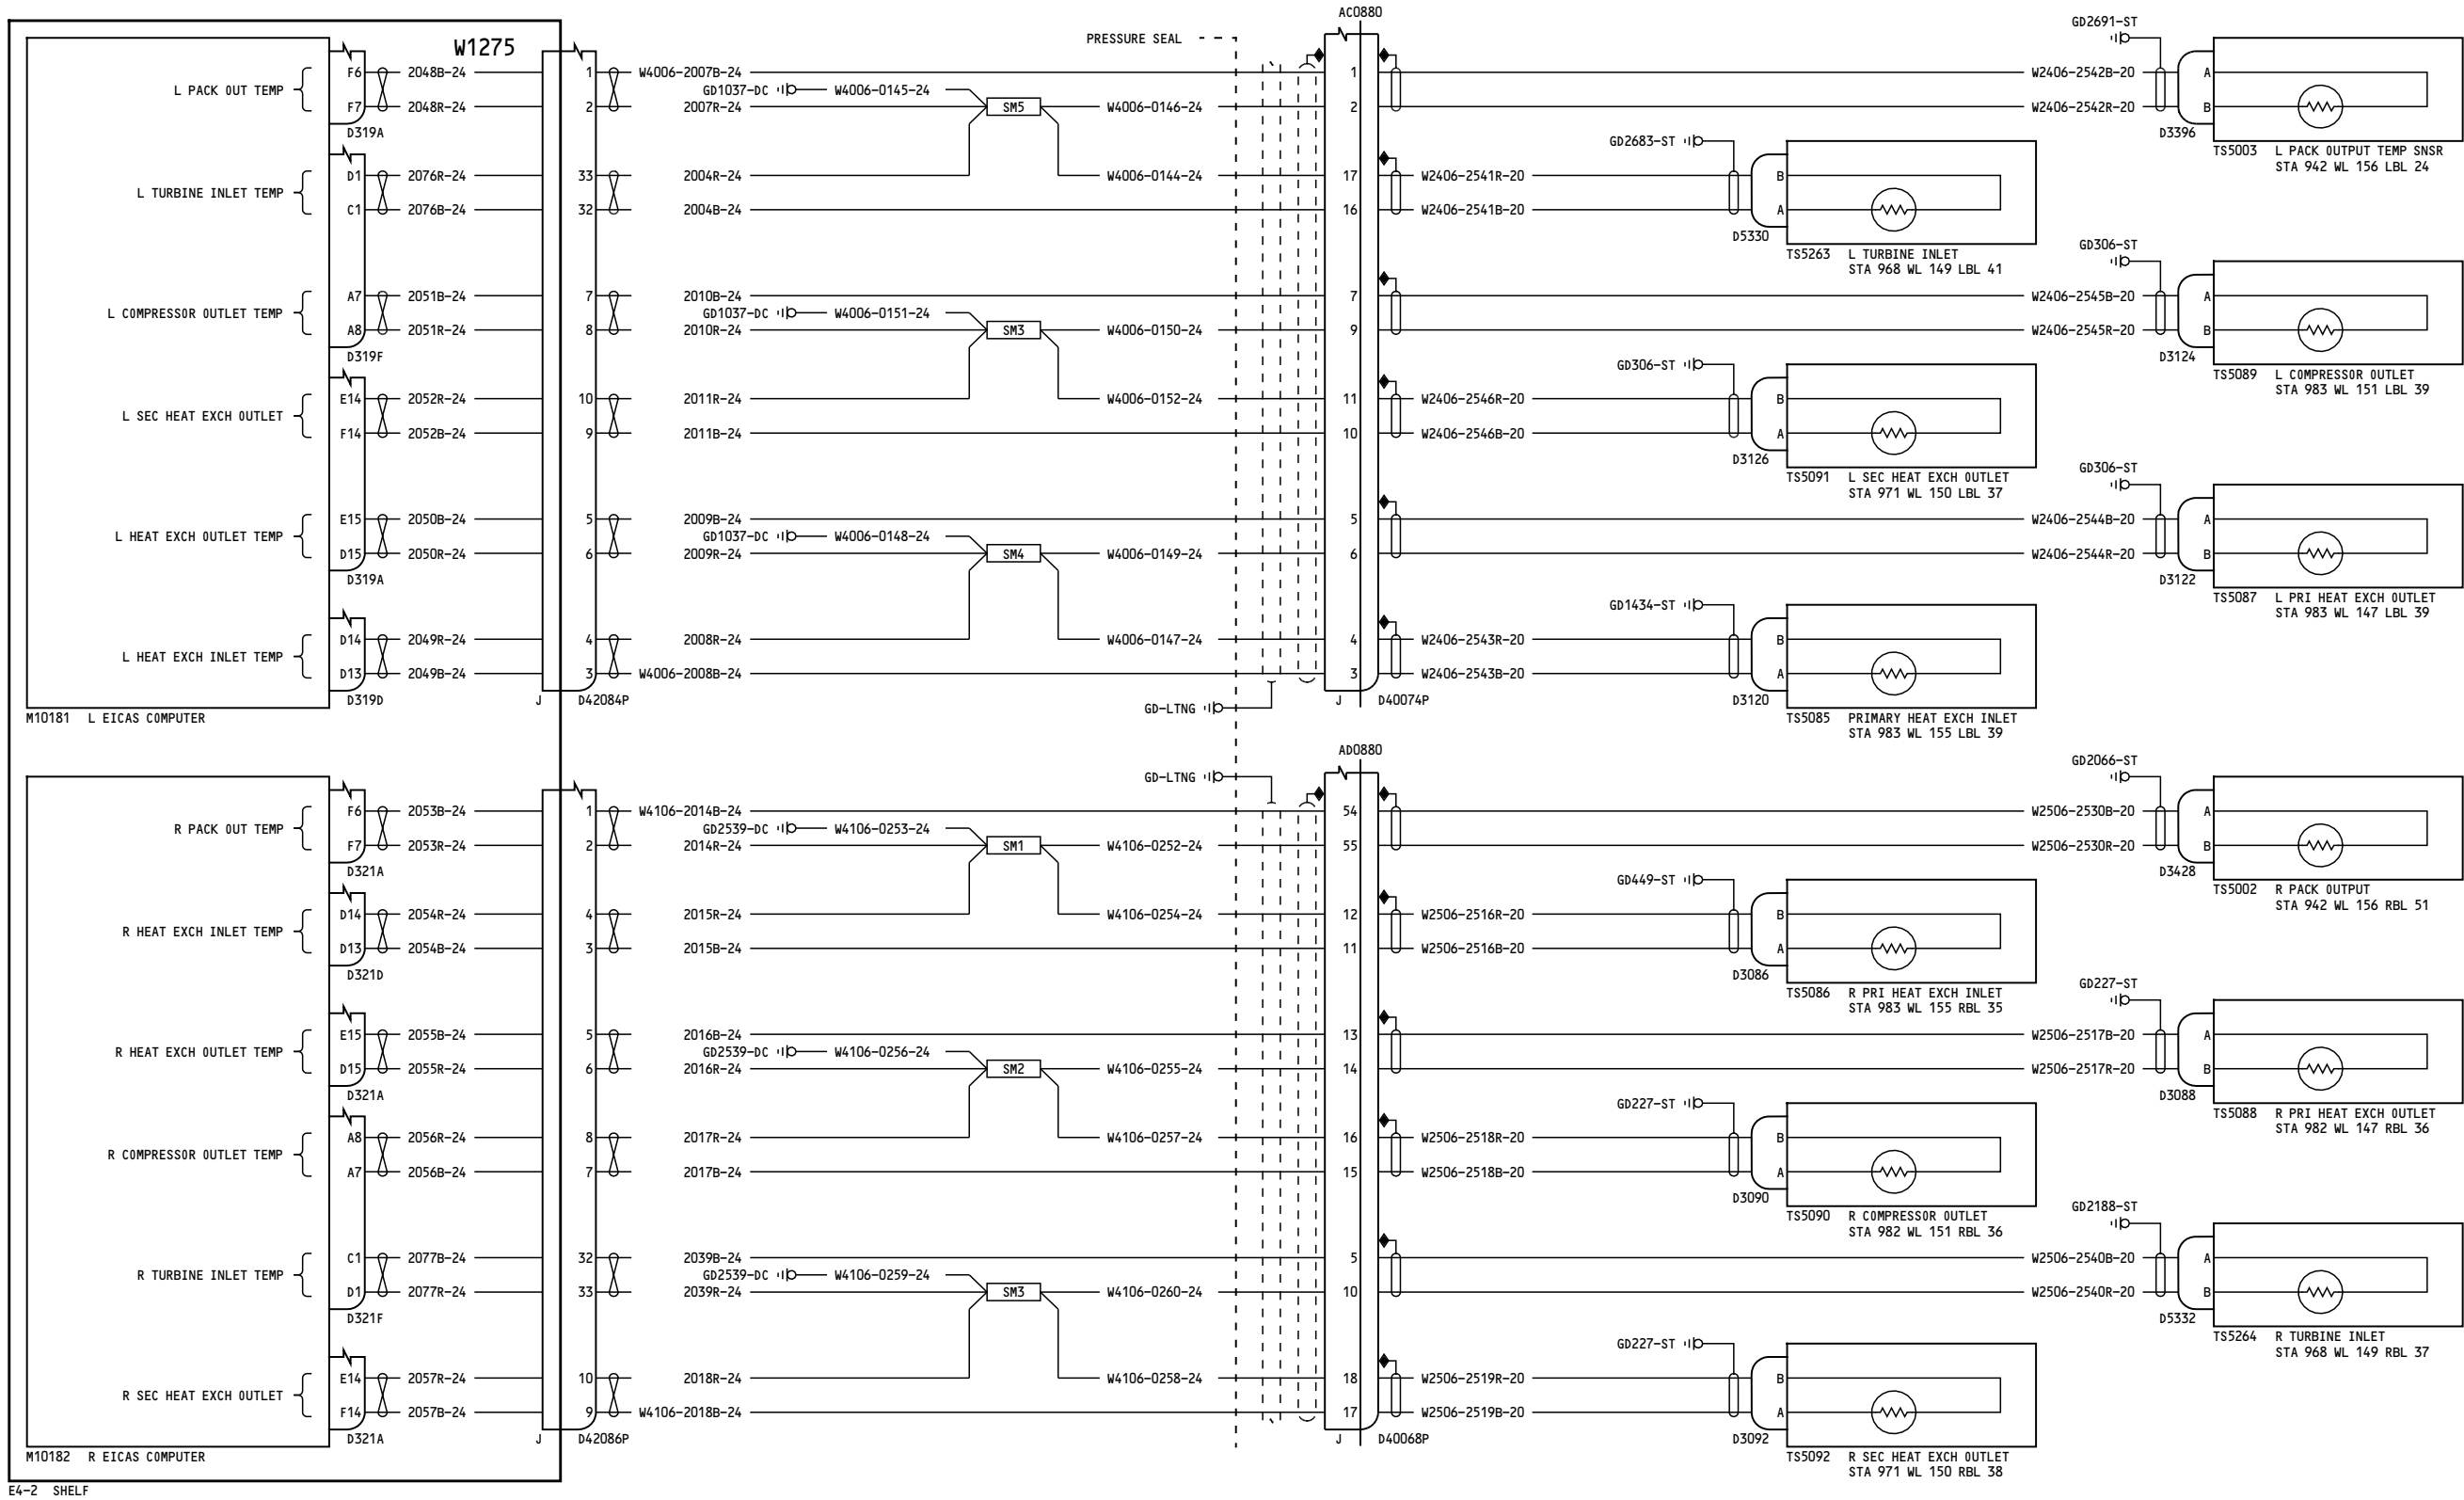 AC0880
GD2691-ST
PRESSURE SEAL
W1275
L PACK OUT TEMP
F6 2048B-24 1 W4006-2007B-24 1 W2406-2542B-20 A
GD1037-DC W4006-0145-24
F7 2048R-24 2 2007R-24 SM5 W4006-0146-24 2 W2406-2542R-20 B
D319A D3396
GD2683-ST
TS5003 L PACK OUTPUT TEMP SNSR
STA 942 WL 156 LBL 24
L TURBINE INLET TEMP
D1 2076R-24 33 2004R-24 W4006-0144-24 17 W2406-2541R-20 B
C1 2076B-24 32 2004B-24 16 W2406-2541B-20 A
D5330
TS5263 L TURBINE INLET
STA 968 WL 149 LBL 41
GD306-ST
L COMPRESSOR OUTLET TEMP
A7 2051B-24 7 2010B-24 7 W2406-2545B-20 A
GD1037-DC W4006-0151-24
A8 2051R-24 8 2010R-24 SM3 W4006-0150-24 9 W2406-2545R-20 B
D319F D3124
GD306-ST
TS5089 L COMPRESSOR OUTLET
STA 983 WL 151 LBL 39
L SEC HEAT EXCH OUTLET
E14 2052R-24 10 2011R-24 W4006-0152-24 11 W2406-2546R-20 B
F14 2052B-24 9 2011B-24 10 W2406-2546B-20 A
D3126
TS5091 L SEC HEAT EXCH OUTLET
STA 971 WL 150 LBL 37
GD306-ST
L HEAT EXCH OUTLET TEMP
E15 2050B-24 5 2009B-24 5 W2406-2544B-20 A
GD1037-DC W4006-0148-24
D15 2050R-24 6 2009R-24 SM4 W4006-0149-24 6 W2406-2544R-20 B
D319A D3122
GD1434-ST
TS5087 L PRI HEAT EXCH OUTLET
STA 983 WL 147 LBL 39
L HEAT EXCH INLET TEMP
D14 2049R-24 4 2008R-24 W4006-0147-24 4 W2406-2543R-20 B
D13 2049B-24 3 W4006-2008B-24 3 W2406-2543B-20 A
D319D J D42084P J D40074P D3120
GD-LTNG
M10181 L EICAS COMPUTER
TS5085 PRIMARY HEAT EXCH INLET
STA 983 WL 155 LBL 39
AD0880
GD2066-ST
GD-LTNG
R PACK OUT TEMP
F6 2053B-24 1 W4106-2014B-24 54 W2506-2530B-20 A
GD2539-DC W4106-0253-24
F7 2053R-24 2 2014R-24 SM1 W4106-0252-24 55 W2506-2530R-20 B
D321A D3428
GD449-ST
TS5002 R PACK OUTPUT
STA 942 WL 156 RBL 51
R HEAT EXCH INLET TEMP
D14 2054R-24 4 2015R-24 W4106-0254-24 12 W2506-2516R-20 B
D13 2054B-24 3 2015B-24 11 W2506-2516B-20 A
D321D D3086
TS5086 R PRI HEAT EXCH INLET
STA 983 WL 155 RBL 35
GD227-ST
R HEAT EXCH OUTLET TEMP
E15 2055B-24 5 2016B-24 13 W2506-2517B-20 A
GD2539-DC W4106-0256-24
D15 2055R-24 6 2016R-24 SM2 W4106-0255-24 14 W2506-2517R-20 B
D321A D3088
GD227-ST
TS5088 R PRI HEAT EXCH OUTLET
STA 982 WL 147 RBL 36
R COMPRESSOR OUTLET TEMP
A8 2056R-24 8 2017R-24 W4106-0257-24 16 W2506-2518R-20 B
A7 2056B-24 7 2017B-24 15 W2506-2518B-20 A
D3090
TS5090 R COMPRESSOR OUTLET
STA 982 WL 151 RBL 36
GD2188-ST
R TURBINE INLET TEMP
C1 2077B-24 32 2039B-24 5 W2506-2540B-20 A
GD2539-DC W4106-0259-24
D1 2077R-24 33 2039R-24 SM3 W4106-0260-24 10 W2506-2540R-20 B
D321F D5332
GD227-ST
TS5264 R TURBINE INLET
STA 968 WL 149 RBL 37
R SEC HEAT EXCH OUTLET
E14 2057R-24 10 2018R-24 W4106-0258-24 18 W2506-2519R-20 B
F14 2057B-24 9 W4106-2018B-24 17 W2506-2519B-20 A
D321A J D42086P J D40068P D3092
M10182 R EICAS COMPUTER
TS5092 R SEC HEAT EXCH OUTLET
STA 971 WL 150 RBL 38
E4-2 SHELF